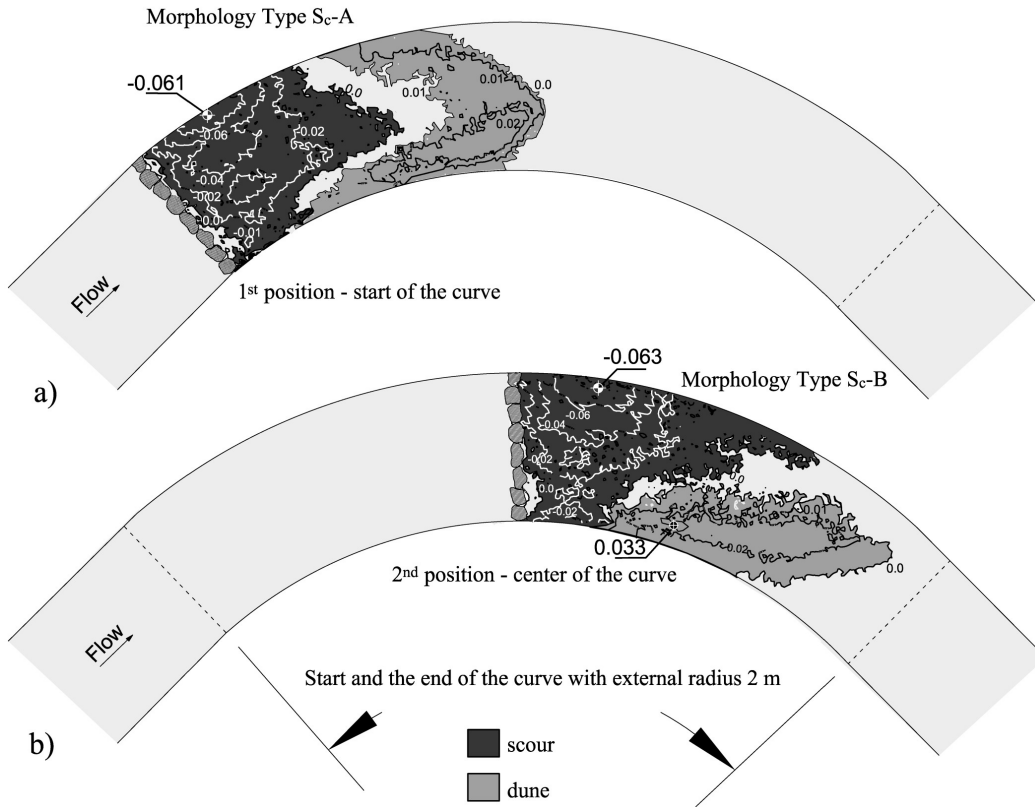 Morphology Type Sc-A
-0.061
0.0
0.01
0.0
0.01
-0.06
-0.02
0.02
-0.04
-0.02
-0.0
-0.01
Flow
1st position - start of the curve
a)
-0.063
Morphology Type Sc-B
-0.06
-0.04
-0.02
0.0
0.0
-0.02
0.01
0.033
0.02
0.0
2nd position - center of the curve
Flow
Start and the end of the curve with external radius 2 m
b)
scour
dune